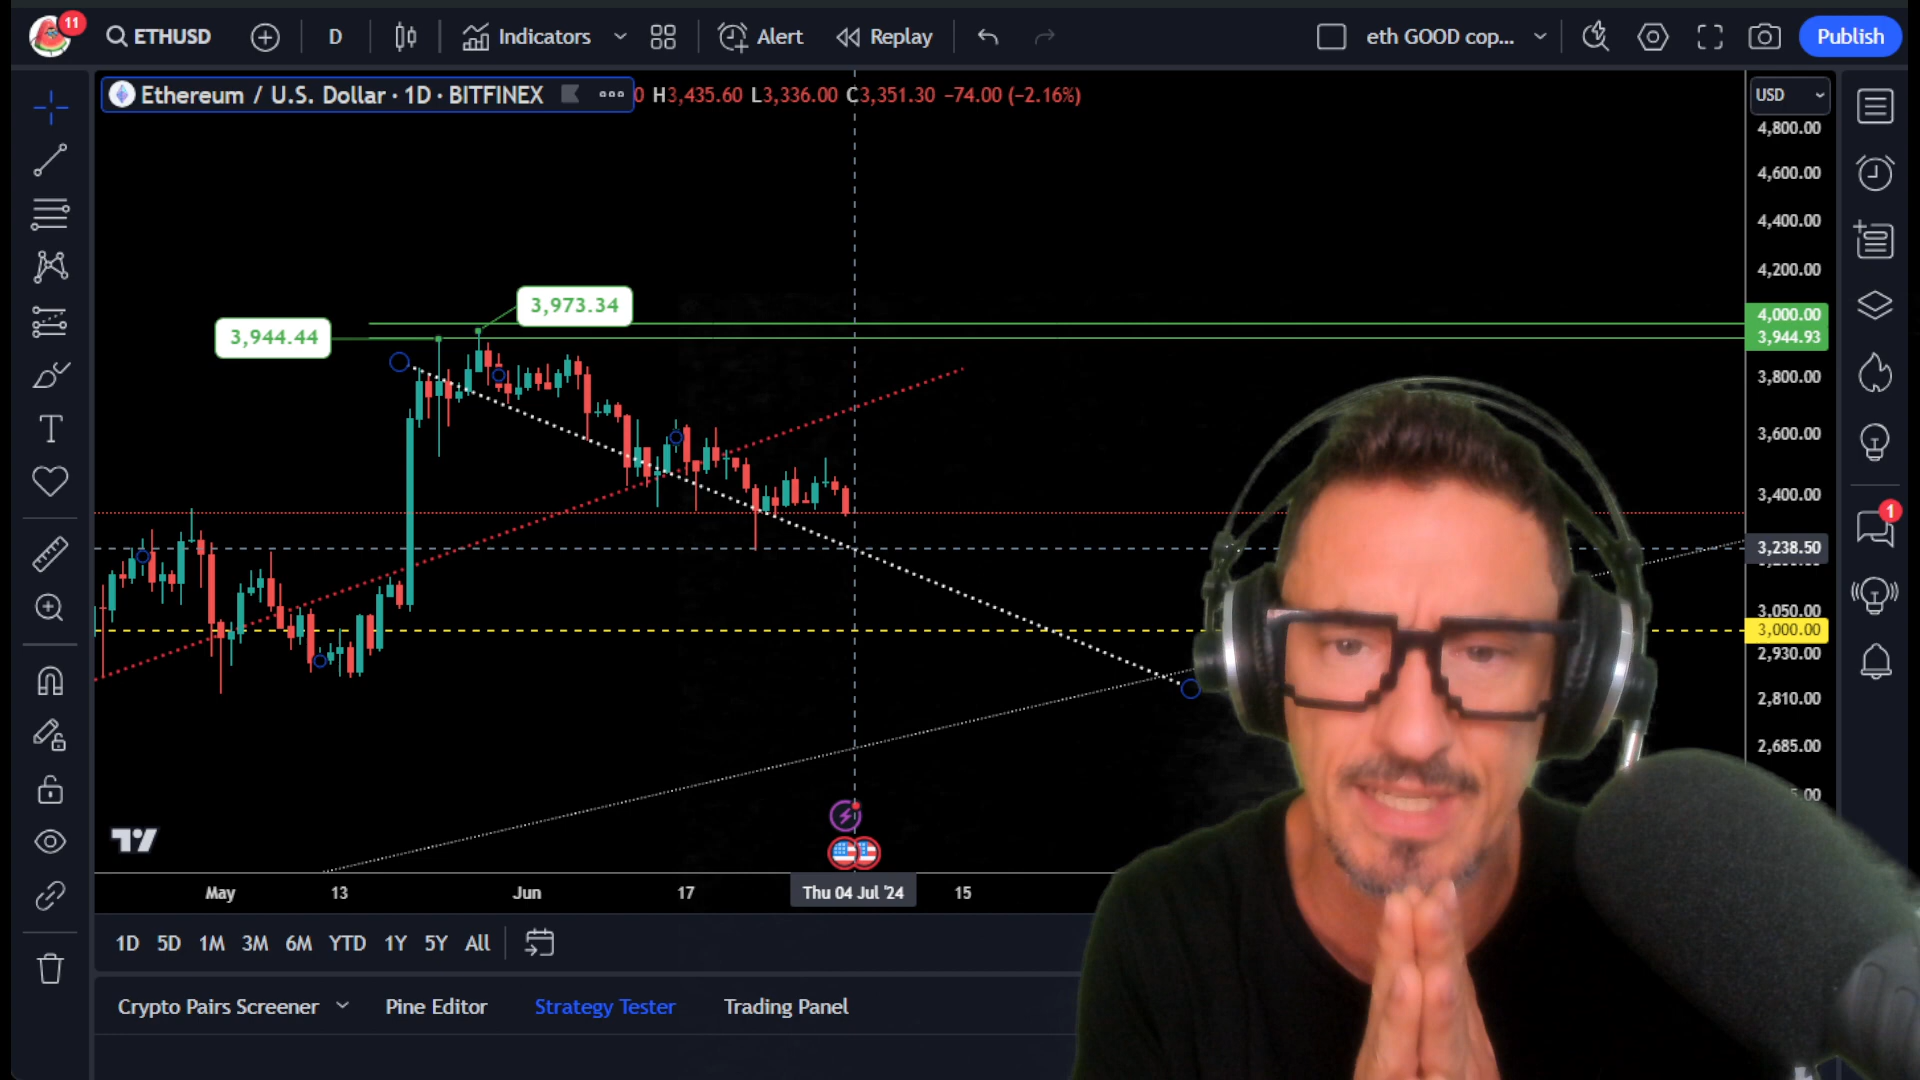 11
ETHUSD
D
Indicators
Alert
Replay
eth GOOD cop...
Publish
Ethereum / U.S. Dollar · 1D · BITFINEX
0 H3,435.60 L3,336.00 C3,351.30 −74.00 (−2.16%)
USD
4,800.00
4,600.00
4,400.00
4,200.00
4,000.00
3,944.93
3,800.00
3,600.00
3,400.00
3,238.50
3,050.00
3,000.00
2,930.00
2,810.00
2,685.00
3,973.34
3,944.44
1
May
13
Jun
17
Thu 04 Jul '24
15
1D
5D
1M
3M
6M
YTD
1Y
5Y
All
Crypto Pairs Screener
Pine Editor
Strategy Tester
Trading Panel